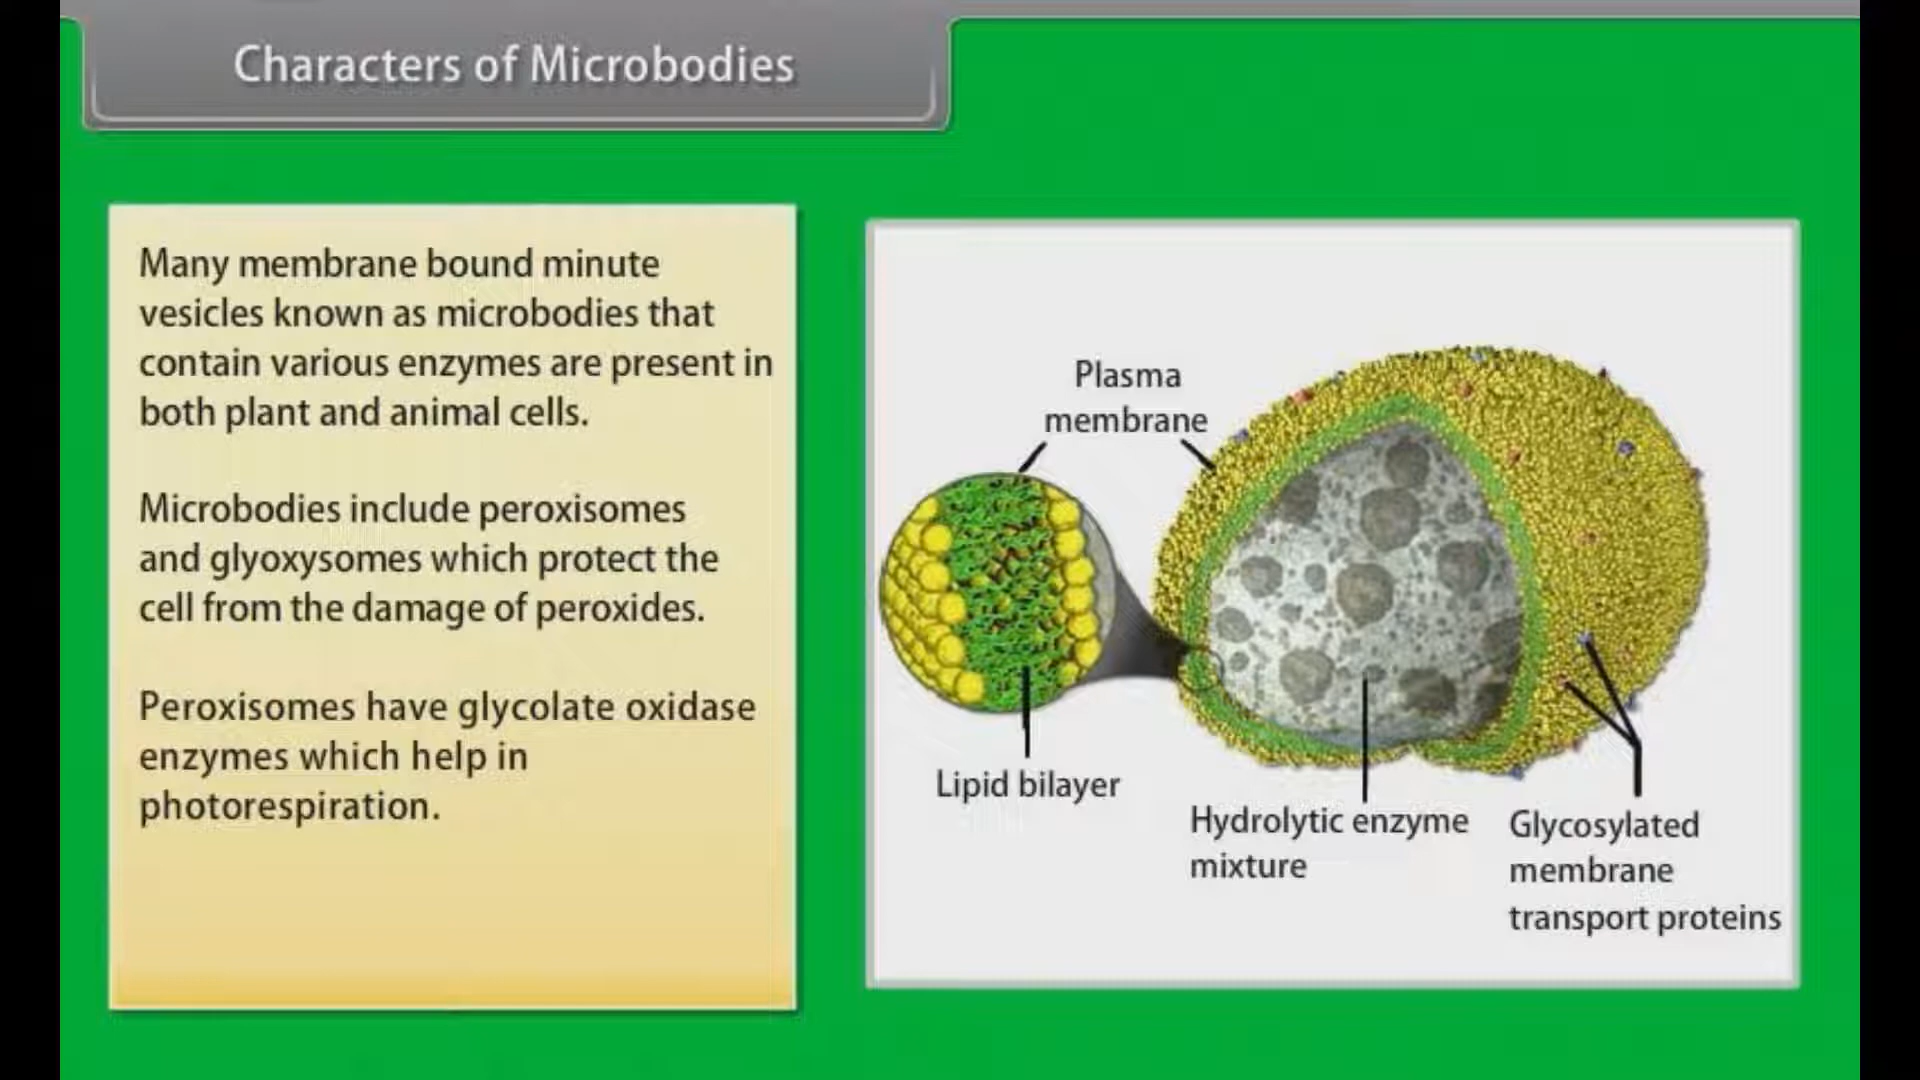 Characters of Microbodies
Many membrane bound minute
vesicles known as microbodies that
contain various enzymes are present in
both plant and animal cells.
Microbodies include peroxisomes
and glyoxysomes which protect the
cell from the damage of peroxides.
Peroxisomes have glycolate oxidase
enzymes which help in
photorespiration.
Plasma
membrane
Lipid bilayer
Hydrolytic enzyme
mixture
Glycosylated
membrane
transport proteins